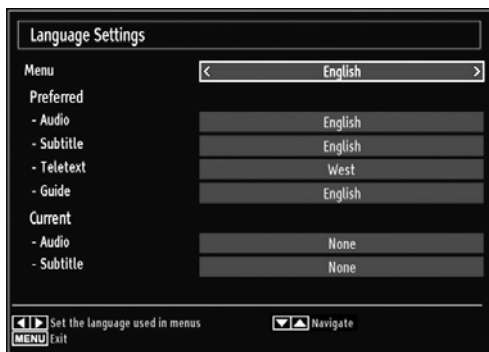 Language Settings
Menu < English >
Preferred
- Audio English
- Subtitle English
- Teletext West
- Guide English
Current
- Audio None
- Subtitle None
◀ ▶ Set the language used in menus ▼ ▲ Navigate
MENU Exit